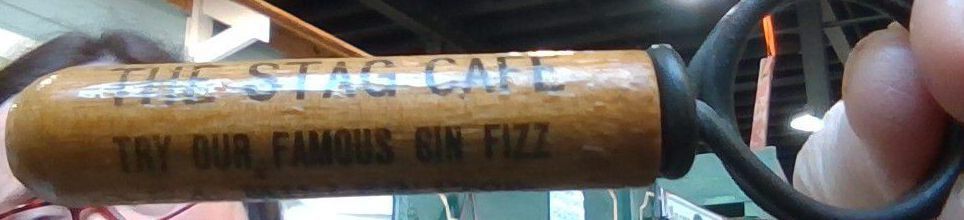 THE STAG CAFE
TRY OUR FAMOUS GIN FIZZ